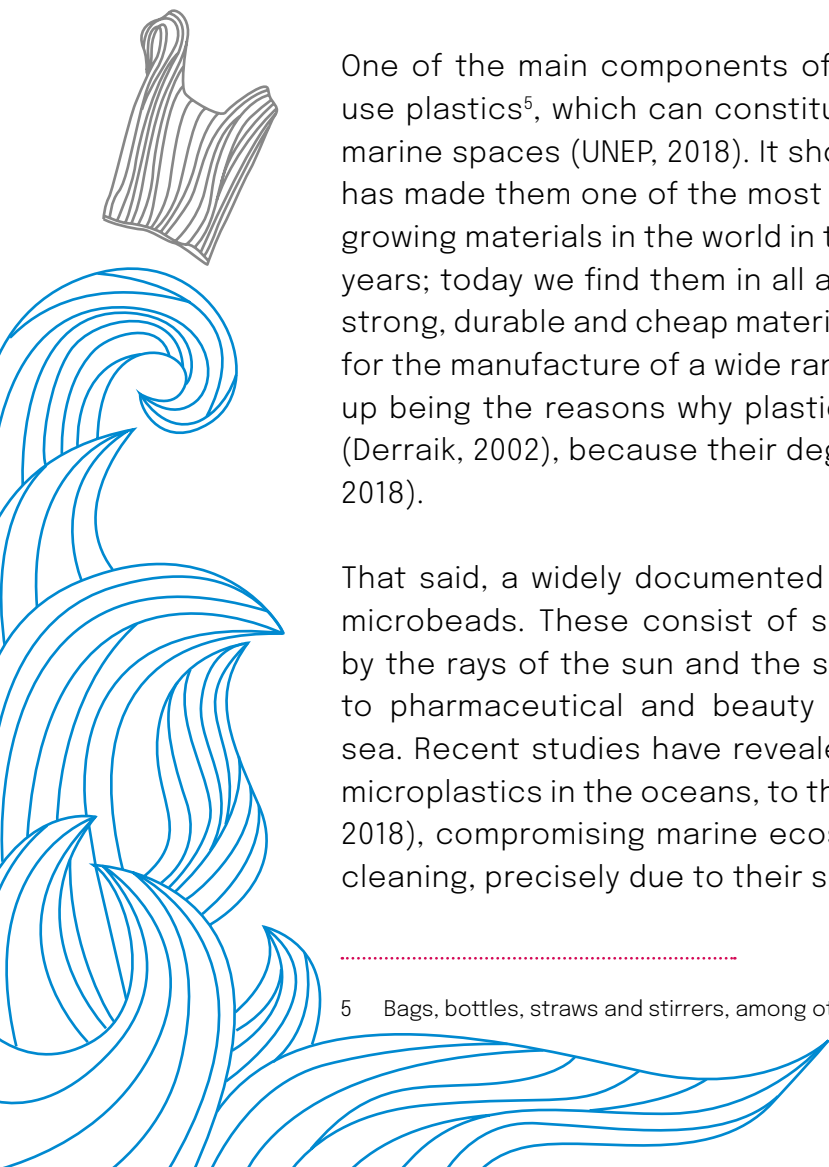 One of the main components of
use plastics⁵, which can constitu
marine spaces (UNEP, 2018). It sho
has made them one of the most
growing materials in the world in t
years; today we find them in all a
strong, durable and cheap materi
for the manufacture of a wide ran
up being the reasons why plastic
(Derraik, 2002), because their deg
2018).
That said, a widely documented
microbeads. These consist of s
by the rays of the sun and the s
to pharmaceutical and beauty
sea. Recent studies have reveale
microplastics in the oceans, to th
2018), compromising marine ecos
cleaning, precisely due to their s
5 Bags, bottles, straws and stirrers, among ot